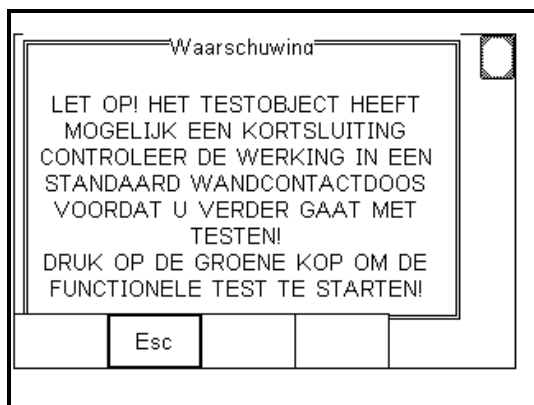 Waarschuwing
LET OP! HET TESTOBJECT HEEFT
MOGELIJK EEN KORTSLUITING
CONTROLEER DE WERKING IN EEN
STANDAARD WANDCONTACTDOOS
VOORDAT U VERDER GAAT MET
TESTEN!
DRUK OP DE GROENE KOP OM DE
FUNCTIONELE TEST TE STARTEN!
Esc